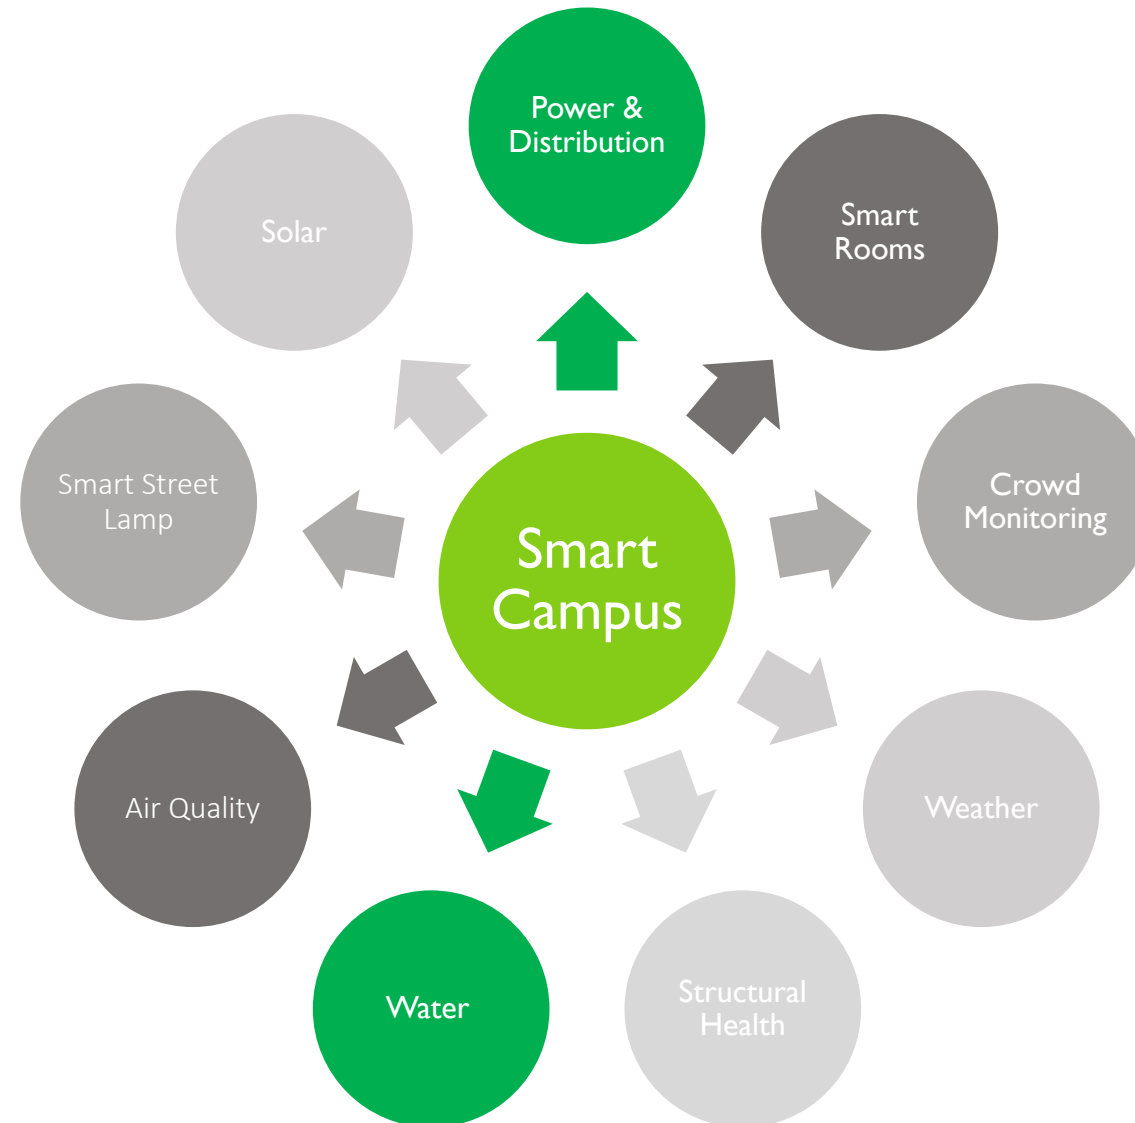 Power &
Distribution
Smart
Rooms
Solar
Crowd
Monitoring
Smart Street
Lamp
Smart
Campus
Weather
Air Quality
Structural
Health
Water